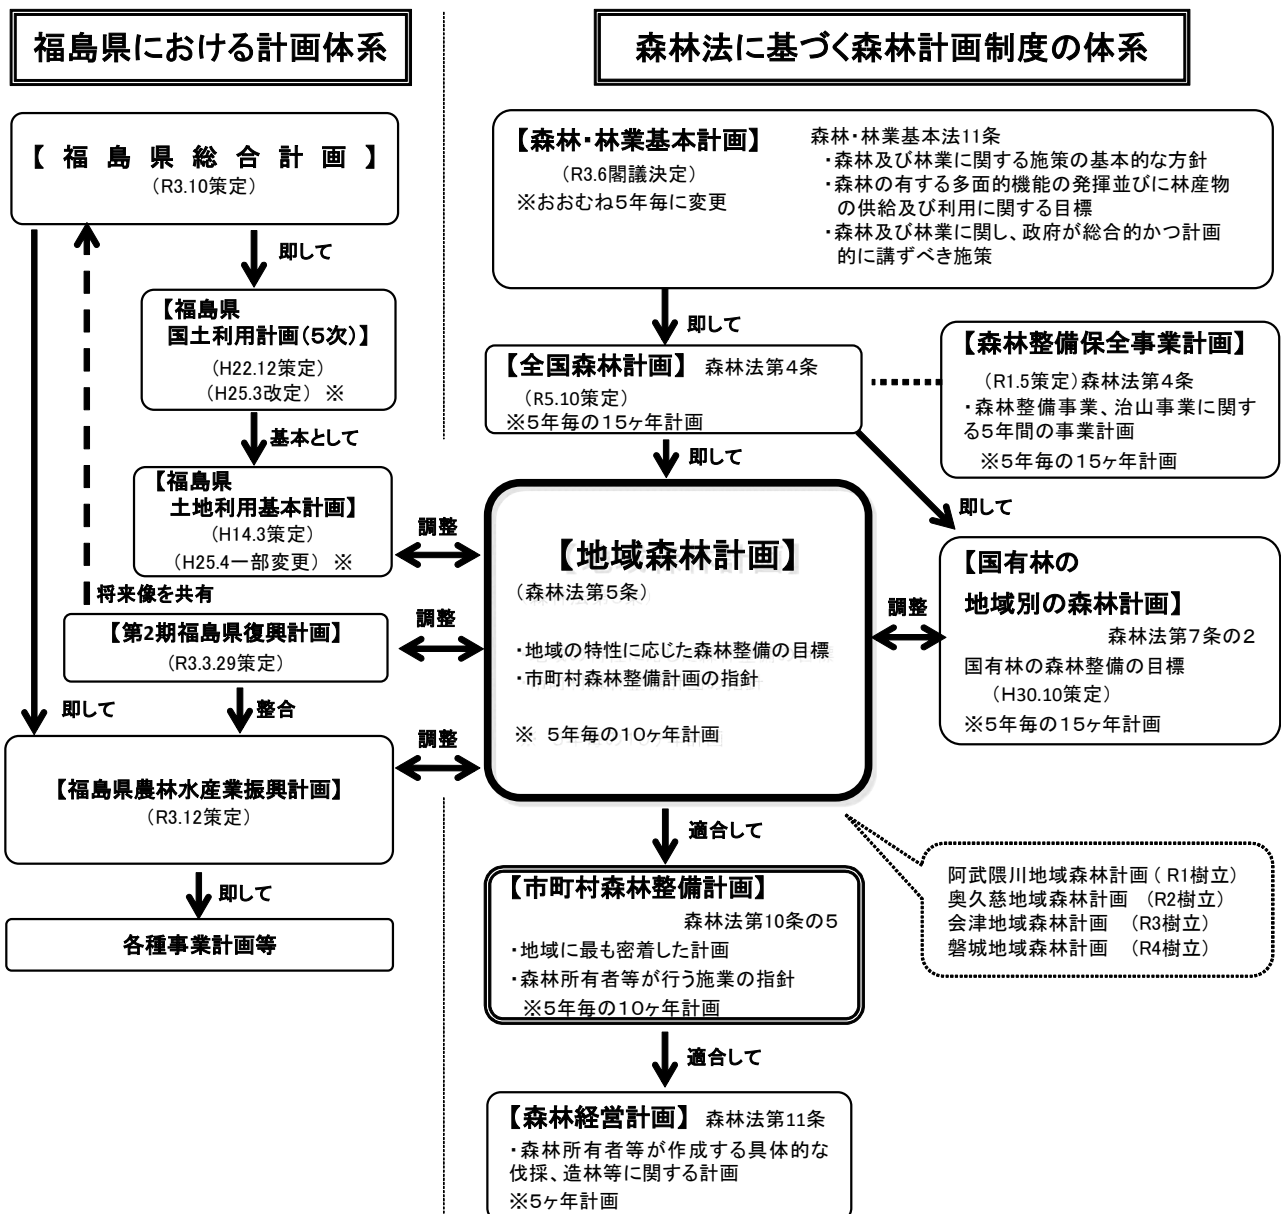 福島県における計画体系
【 福 島 県 総 合 計 画 】
(R3.10策定)
即して
【福島県
国土利用計画(5次)】
(H22.12策定)
(H25.3改定) ※
基本として
【福島県
土地利用基本計画】
(H14.3策定)
(H25.4一部変更) ※
将来像を共有
【第2期福島県復興計画】
(R3.3.29策定)
即して
整合
【福島県農林水産業振興計画】
(R3.12策定)
即して
各種事業計画等
調整
調整
調整
森林法に基づく森林計画制度の体系
【森林・林業基本計画】
(R3.6閣議決定)
※おおむね5年毎に変更
森林・林業基本法11条
・森林及び林業に関する施策の基本的な方針
・森林の有する多面的機能の発揮並びに林産物
の供給及び利用に関する目標
・森林及び林業に関し、政府が総合的かつ計画
的に講ずべき施策
即して
【全国森林計画】 森林法第4条
(R5.10策定)
※5年毎の15ヶ年計画
【森林整備保全事業計画】
(R1.5策定)森林法第4条
・森林整備事業、治山事業に関す
る5年間の事業計画
※5年毎の15ヶ年計画
即して
即して
【地域森林計画】
(森林法第5条)
・地域の特性に応じた森林整備の目標
・市町村森林整備計画の指針
※ 5年毎の10ヶ年計画
調整
【国有林の
地域別の森林計画】
森林法第7条の2
国有林の森林整備の目標
(H30.10策定)
※5年毎の15ヶ年計画
適合して
阿武隈川地域森林計画 ( R1樹立)
奥久慈地域森林計画 (R2樹立)
会津地域森林計画 (R3樹立)
磐城地域森林計画 (R4樹立)
【市町村森林整備計画】
森林法第10条の5
・地域に最も密着した計画
・森林所有者等が行う施業の指針
※5年毎の10ヶ年計画
適合して
【森林経営計画】 森林法第11条
・森林所有者等が作成する具体的な
伐採、造林等に関する計画
※5ヶ年計画